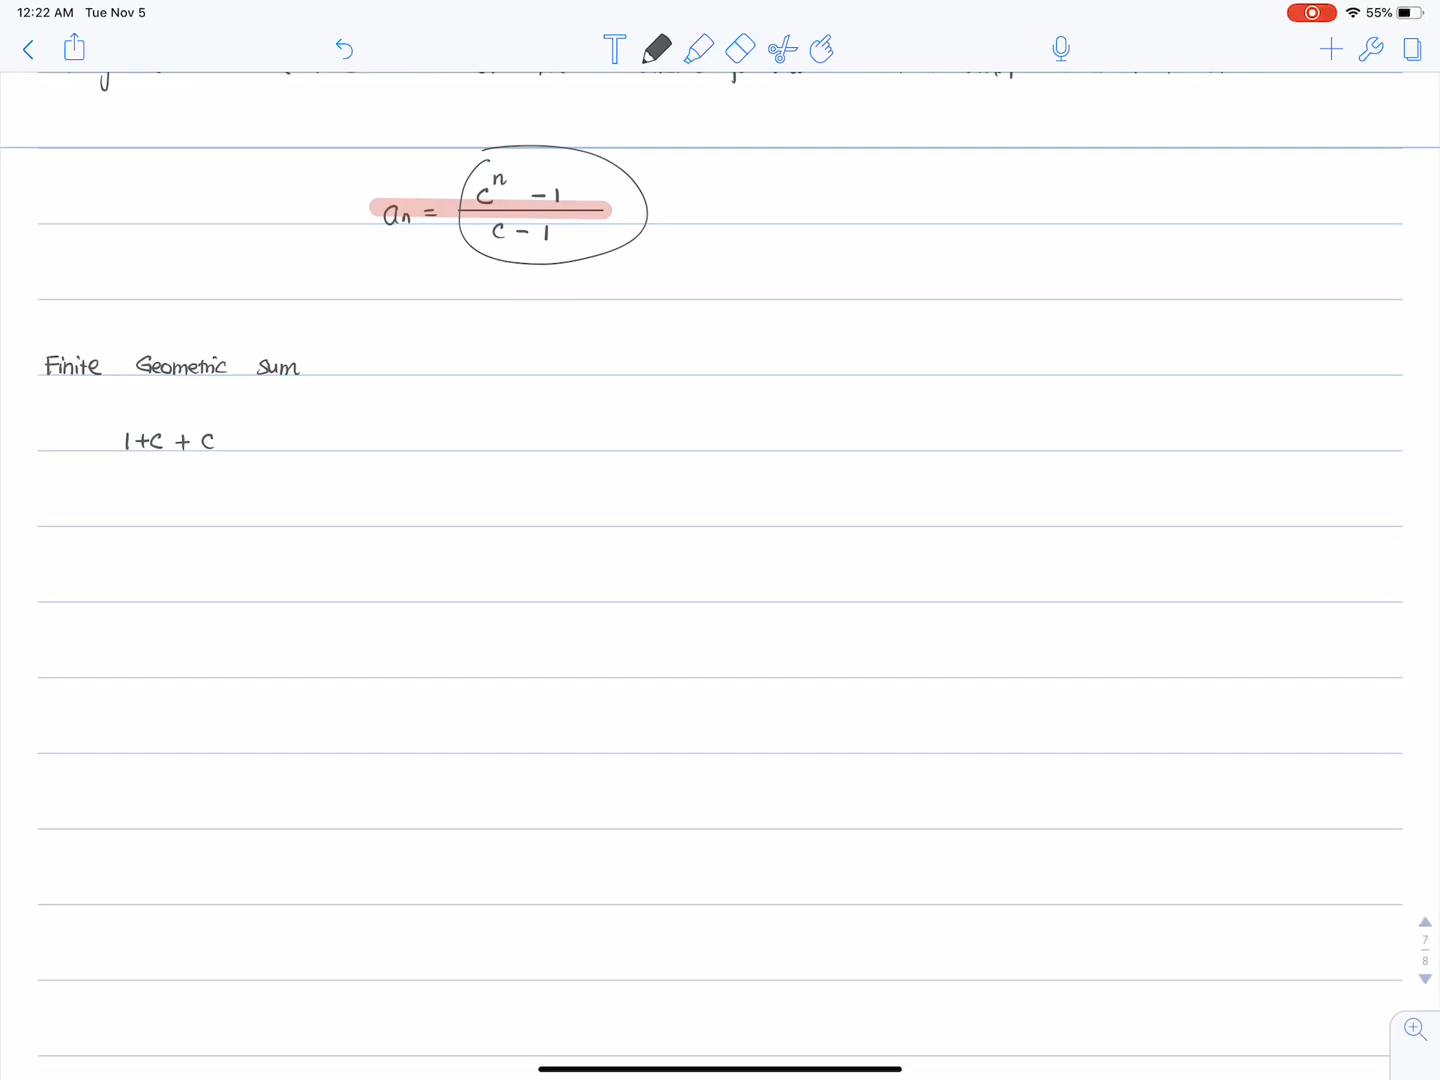 12:22 AM Tue Nov 5 55%
T
aₙ = cⁿ - 1
c - 1
Finite Geometric Sum
1+C + C
7
8